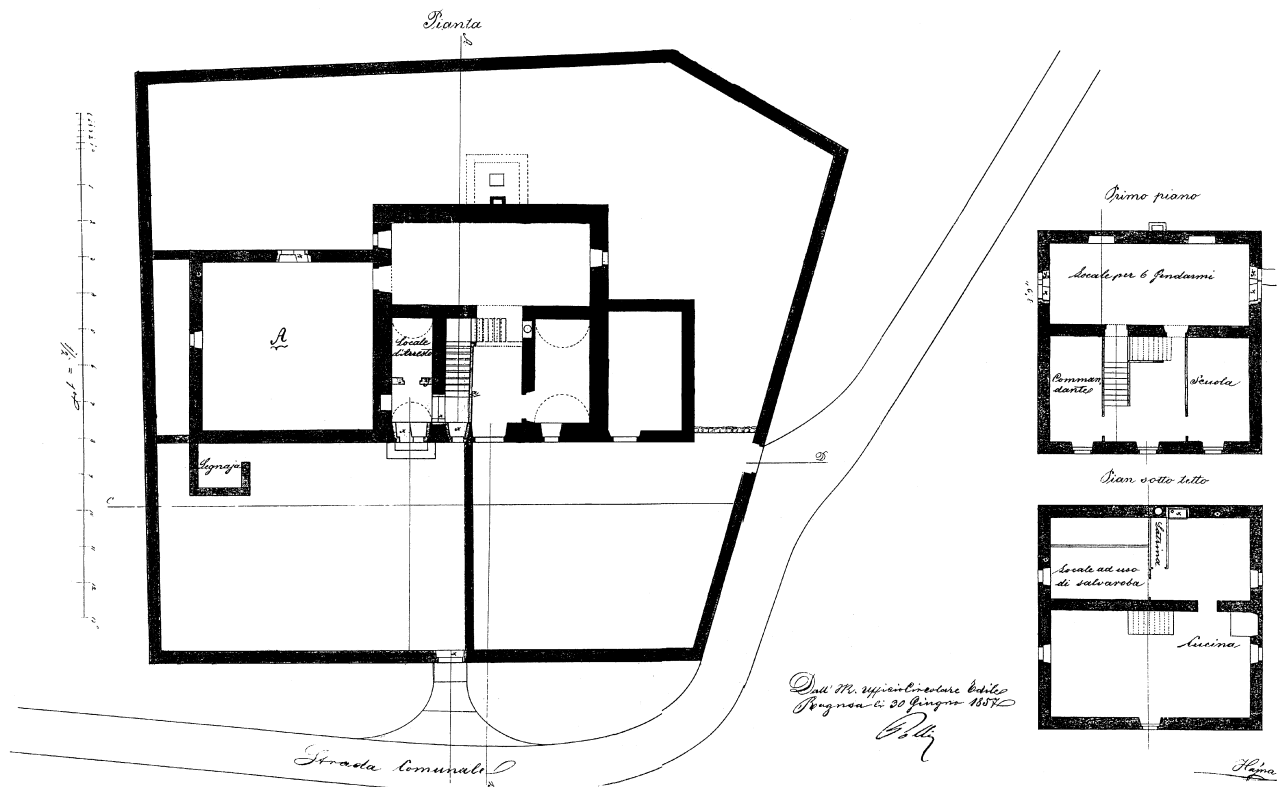 Pianta
A
Locale
d'arresto
Legnaja
C
D
Strada Comunale
Dall' Ufficio Circolare Edile
Ragusa li 30 Giugno 1857
Primo piano
Locale per 6 Gendarmi
Comman
dante
Scuola
Pian sotto tetto
Latrina
Locale ad uso
di salvaroba
Cucina